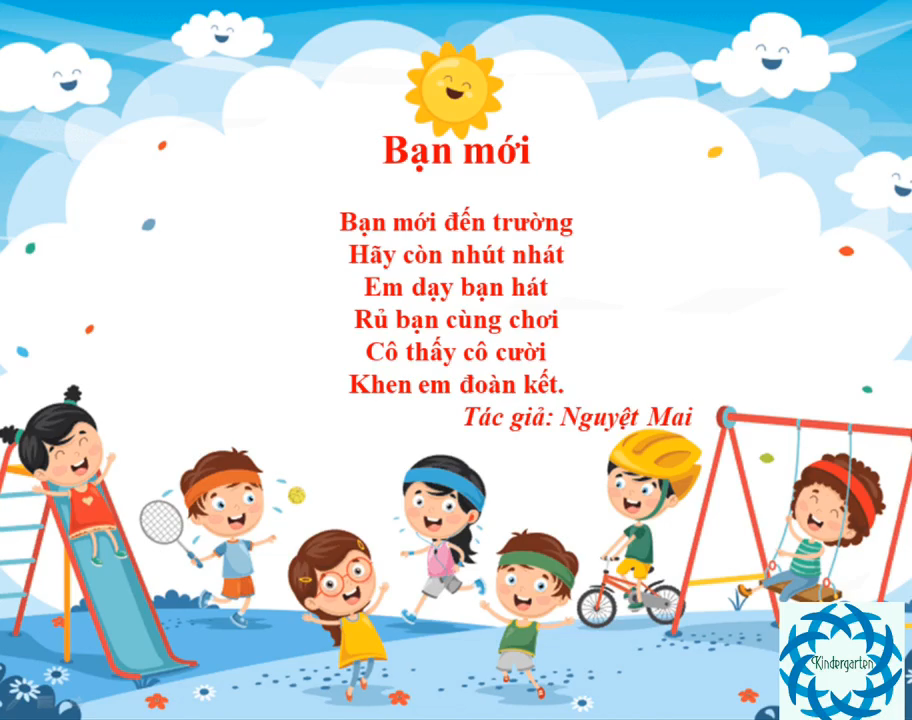 Bạn mới
Bạn mới đến trường
Hãy còn nhút nhát
Em dạy bạn hát
Rủ bạn cùng chơi
Cô thấy cô cười
Khen em đoàn kết.
Tác giả: Nguyệt Mai
Kindergarten